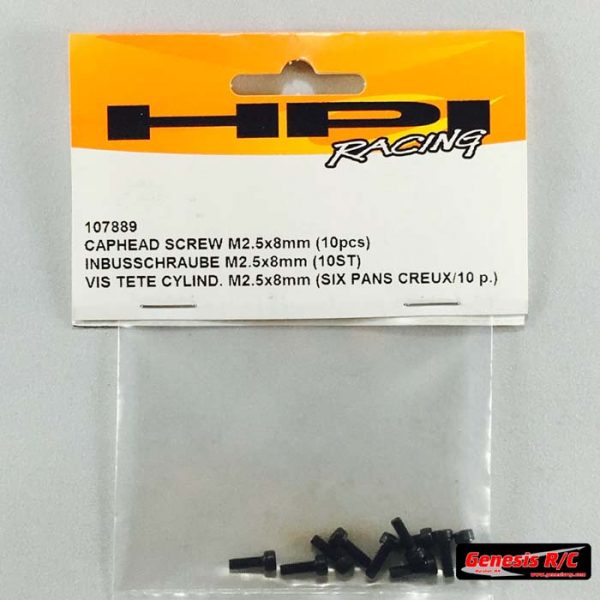 HPI
RACING
107889
CAPHEAD SCREW M2.5x8mm (10pcs)
INBUSSCHRAUBE M2.5x8mm (10ST)
VIS TETE CYLIND. M2.5x8mm (SIX PANS CREUX/10 p.)
Genesis R/C